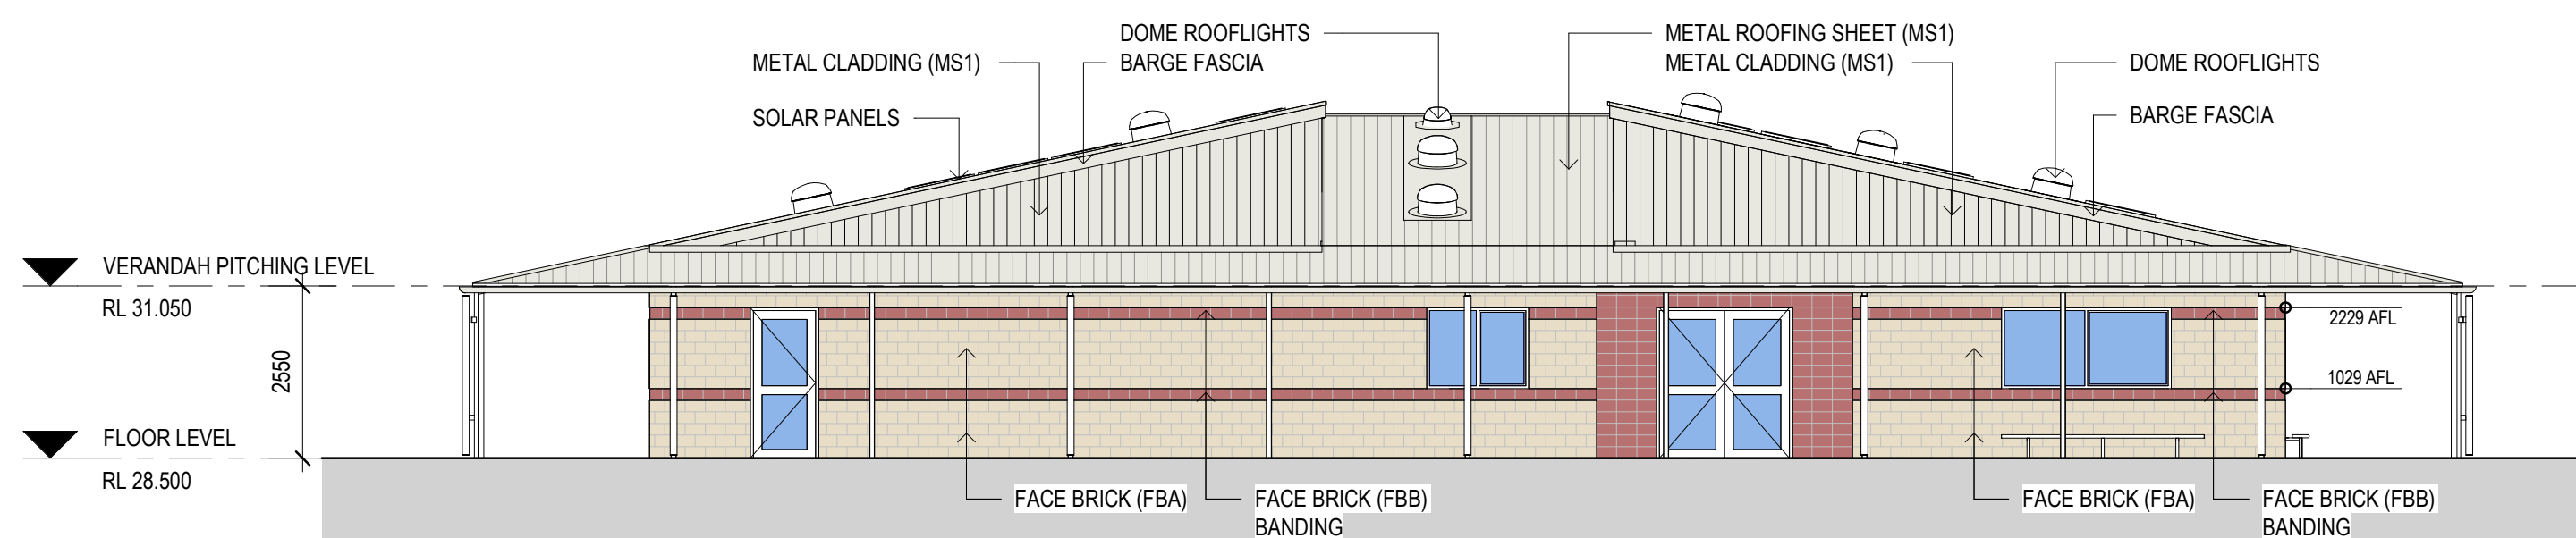 DOME ROOFLIGHTS
METAL ROOFING SHEET (MS1)
METAL CLADDING (MS1)
BARGE FASCIA
METAL CLADDING (MS1)
DOME ROOFLIGHTS
SOLAR PANELS
BARGE FASCIA
VERANDAH PITCHING LEVEL
RL 31.050
2229 AFL
2550
1029 AFL
FLOOR LEVEL
RL 28.500
FACE BRICK (FBA)
FACE BRICK (FBB)
BANDING
FACE BRICK (FBA)
FACE BRICK (FBB)
BANDING